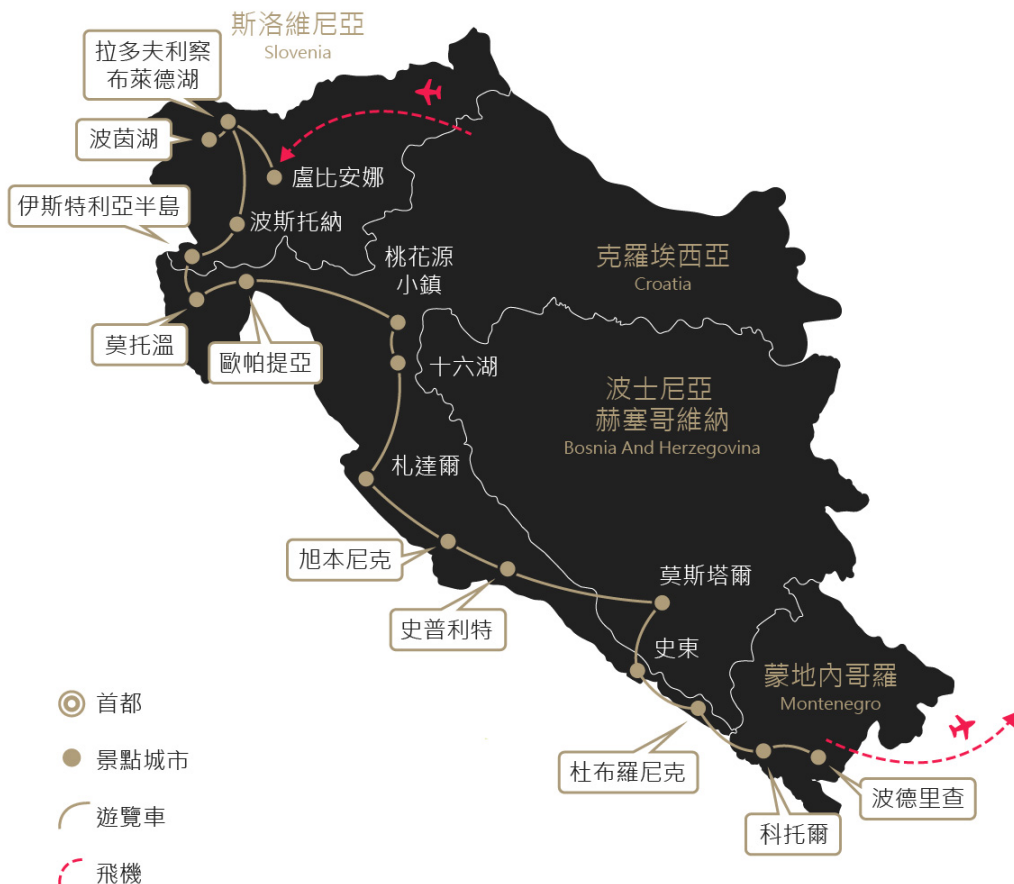 斯洛維尼亞
Slovenia
拉多夫利察
布萊德湖
波茵湖
盧比安娜
伊斯特利亞半島
波斯托納
桃花源
小鎮
克羅埃西亞
Croatia
莫托溫
歐帕提亞
十六湖
波士尼亞
赫塞哥維納
Bosnia And Herzegovina
札達爾
旭本尼克
莫斯塔爾
史普利特
史東
蒙地內哥羅
Montenegro
首都
景點城市
杜布羅尼克
波德里查
遊覽車
科托爾
飛機